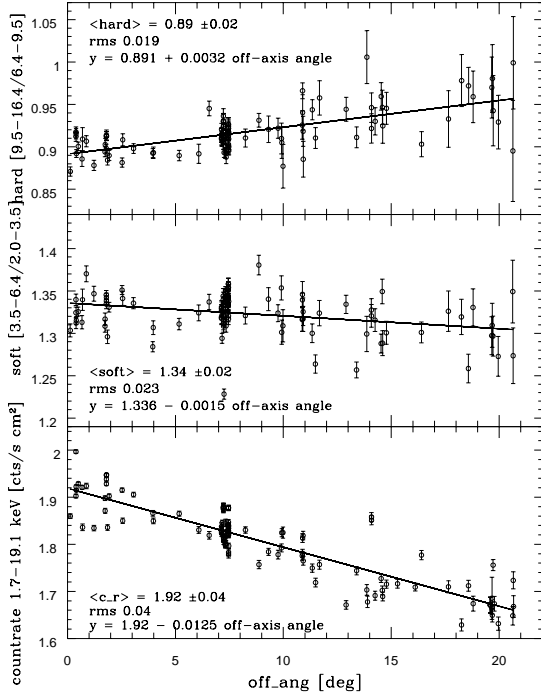 hard [9.5-16.4/6.4-9.5]
1.05
1
0.95
0.9
0.85
<hard> = 0.89 ±0.02
rms 0.019
y = 0.891 + 0.0032 off-axis angle
soft [3.5-6.4/2.0-3.5]
1.4
1.35
1.3
1.25
1.2
<soft> = 1.34 ±0.02
rms 0.023
y = 1.336 - 0.0015 off-axis angle
countrate 1.7-19.1 keV [cts/s cm²]
2
1.9
1.8
1.7
1.6
<c_r> = 1.92 ±0.04
rms 0.04
y = 1.92 - 0.0125 off-axis angle
0 5 10 15 20
off_ang [deg]